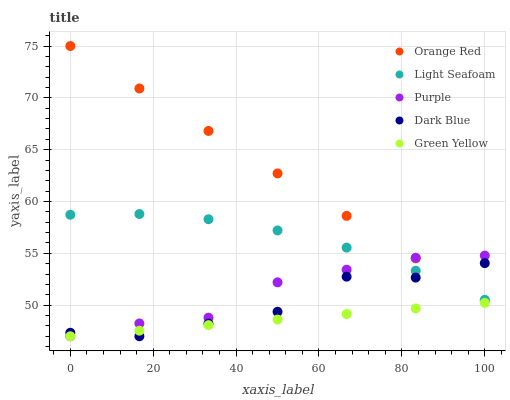 title
75
70
65
60
55
50
0
20
40
60
80
100
xaxis_label
yaxis_label
Orange Red
Light Seafoam
Purple
Dark Blue
Green Yellow